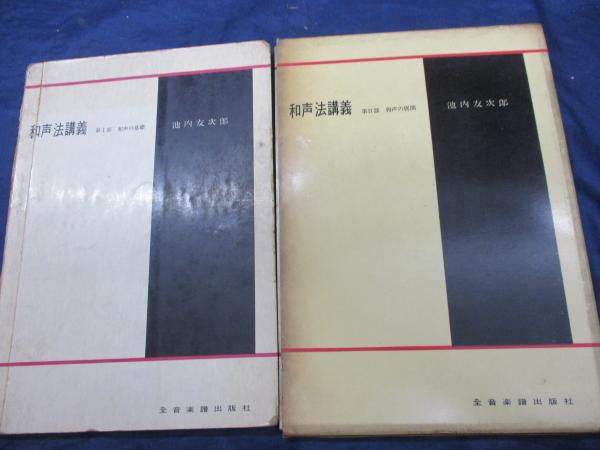 和声法講義 第Ⅰ部 和声の基礎 池内友次郎
全音楽譜出版社
和声法講義 第Ⅱ部 和声の展開 池内友次郎
全音楽譜出版社